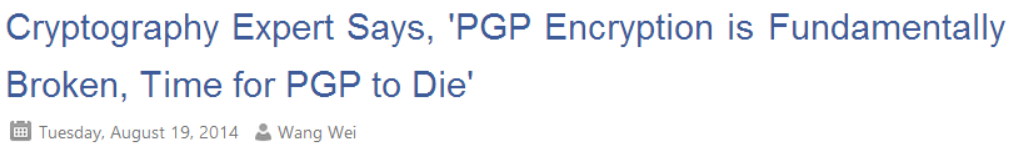 Cryptography Expert Says, 'PGP Encryption is Fundamentally
Broken, Time for PGP to Die'
Tuesday, August 19, 2014 Wang Wei